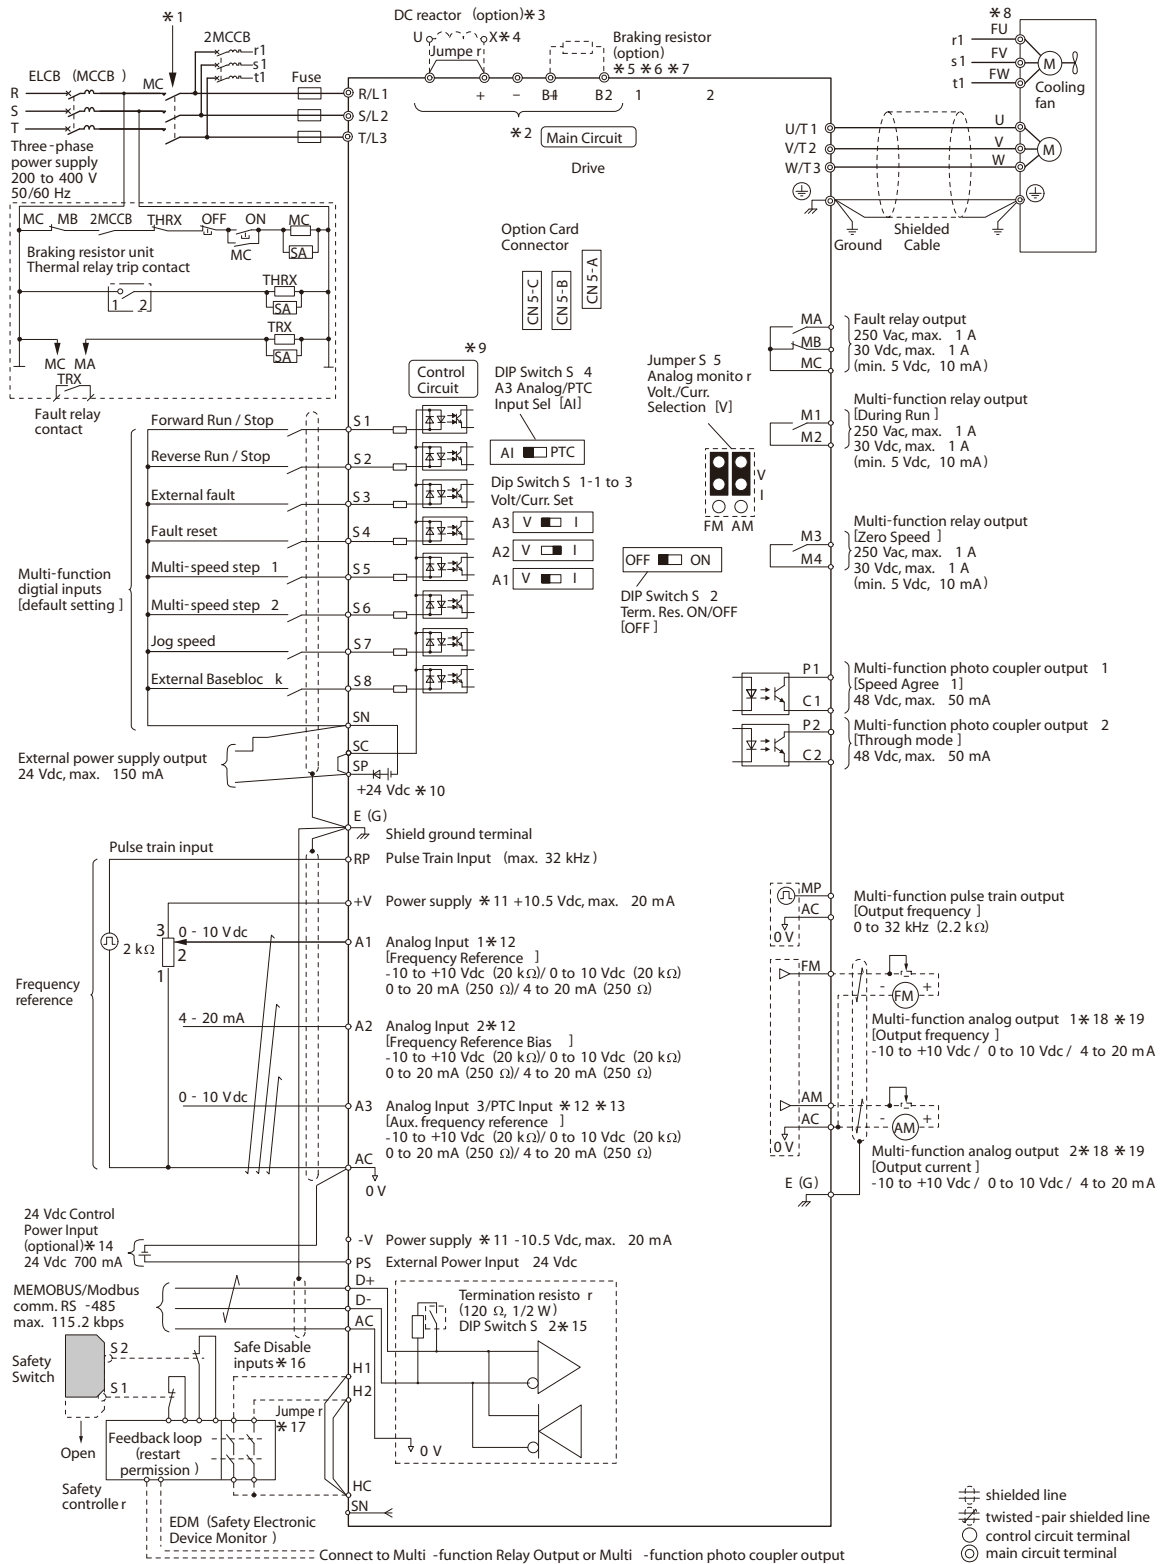 *1
2MCCB
r1
s1
t1
DC reactor (option)*3
U X*4
Jumper
Braking resistor
(option)
*5 *6 *7
*8
FU
r1
FV
s1
FW
t1
M
Cooling
fan
ELCB (MCCB)
MC
Fuse
R
S
T
R/L1
S/L2
T/L3
+ − B1 B2 1 2
*2
Main Circuit
Drive
U/T1
V/T2
W/T3
U
V
W
M
Ground
Shielded
Cable
Three-phase
power supply
200 to 400 V
50/60 Hz
MC MB 2MCCB THRX OFF ON MC
MC
SA
Braking resistor unit
Thermal relay trip contact
1 2
THRX
SA
TRX
SA
MC MA
TRX
Fault relay
contact
Option Card
Connector
CN5-C
CN5-B
CN5-A
*9
Control
Circuit
DIP Switch S 4
A3 Analog/PTC
Input Sel [AI]
AI PTC
Dip Switch S 1-1 to 3
Volt/Curr. Set
A3 V I
A2 V I
A1 V I
Jumper S 5
Analog monitor
Volt./Curr.
Selection [V]
V
I
FM AM
OFF ON
DIP Switch S 2
Term. Res. ON/OFF
[OFF]
MA
MB
MC
Fault relay output
250 Vac, max. 1 A
30 Vdc, max. 1 A
(min. 5 Vdc, 10 mA)
M1
M2
Multi-function relay output
[During Run]
250 Vac, max. 1 A
30 Vdc, max. 1 A
(min. 5 Vdc, 10 mA)
M3
M4
Multi-function relay output
[Zero Speed]
250 Vac, max. 1 A
30 Vdc, max. 1 A
(min. 5 Vdc, 10 mA)
P1
C1
Multi-function photo coupler output 1
[Speed Agree 1]
48 Vdc, max. 50 mA
P2
C2
Multi-function photo coupler output 2
[Through mode]
48 Vdc, max. 50 mA
Multi-function
digtial inputs
[default setting]
Forward Run / Stop
S1
Reverse Run / Stop
S2
External fault
S3
Fault reset
S4
Multi-speed step 1
S5
Multi-speed step 2
S6
Jog speed
S7
External Baseblock
S8
SN
SC
SP
External power supply output
24 Vdc, max. 150 mA
+24 Vdc *10
E (G)
Shield ground terminal
Pulse train input
RP
Pulse Train Input (max. 32 kHz)
+V
Power supply *11 +10.5 Vdc, max. 20 mA
Frequency
reference
2 kΩ
3
2
1
0 - 10 Vdc
A1
Analog Input 1*12
[Frequency Reference]
-10 to +10 Vdc (20 kΩ)/ 0 to 10 Vdc (20 kΩ)
0 to 20 mA (250 Ω)/ 4 to 20 mA (250 Ω)
4 - 20 mA
A2
Analog Input 2*12
[Frequency Reference Bias]
-10 to +10 Vdc (20 kΩ)/ 0 to 10 Vdc (20 kΩ)
0 to 20 mA (250 Ω)/ 4 to 20 mA (250 Ω)
0 - 10 Vdc
A3
Analog Input 3/PTC Input *12 *13
[Aux. frequency reference]
-10 to +10 Vdc (20 kΩ)/ 0 to 10 Vdc (20 kΩ)
0 to 20 mA (250 Ω)/ 4 to 20 mA (250 Ω)
AC
0 V
MP
AC
0 V
Multi-function pulse train output
[Output frequency]
0 to 32 kHz (2.2 kΩ)
FM
- +
FM
Multi-function analog output 1*18 *19
[Output frequency]
-10 to +10 Vdc / 0 to 10 Vdc / 4 to 20 mA
AM
AC
0 V
- +
AM
Multi-function analog output 2*18 *19
[Output current]
-10 to +10 Vdc / 0 to 10 Vdc / 4 to 20 mA
E (G)
24 Vdc Control
Power Input
(optional)*14
24 Vdc 700 mA
-V
Power supply *11 -10.5 Vdc, max. 20 mA
PS
External Power Input 24 Vdc
MEMOBUS/Modbus
comm. RS -485
max. 115.2 kbps
D+
D-
AC
Termination resistor
(120 Ω, 1/2 W)
DIP Switch S 2*15
0 V
Safety
Switch
S2
S1
Open
Safe Disable
inputs*16
H1
H2
Jumper
*17
Feedback loop
(restart
permission)
Safety
controller
HC
SN
EDM (Safety Electronic
Device Monitor)
Connect to Multi -function Relay Output or Multi -function photo coupler output
shielded line
twisted-pair shielded line
control circuit terminal
main circuit terminal